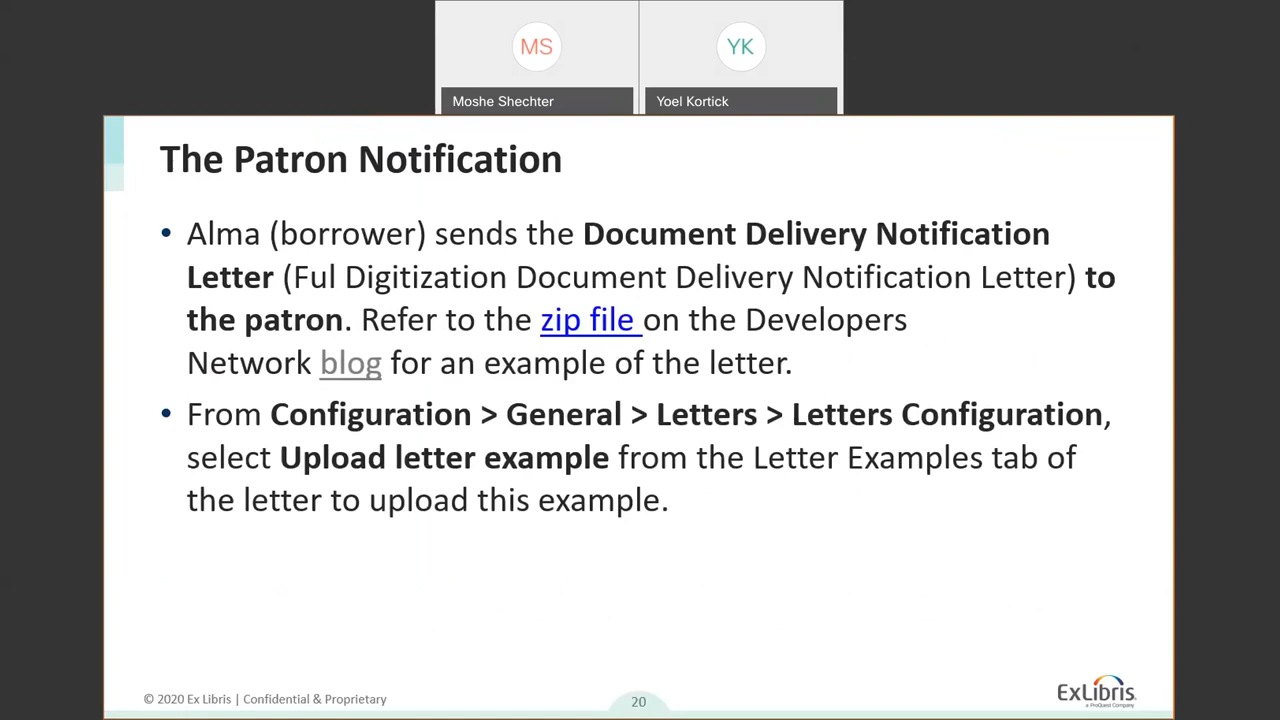 MS
YK
Moshe Shechter
Yoel Kortick
The Patron Notification
• Alma (borrower) sends the Document Delivery Notification
Letter (Ful Digitization Document Delivery Notification Letter) to
the patron. Refer to the zip file on the Developers
Network blog for an example of the letter.
• From Configuration > General > Letters > Letters Configuration,
select Upload letter example from the Letter Examples tab of
the letter to upload this example.
© 2020 Ex Libris | Confidential & Proprietary
20
ExLibris
a ProQuest Company